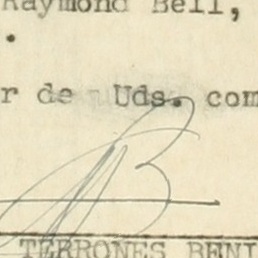 Raymond Bell,
.
r de Uds. com
TERRONES BENI